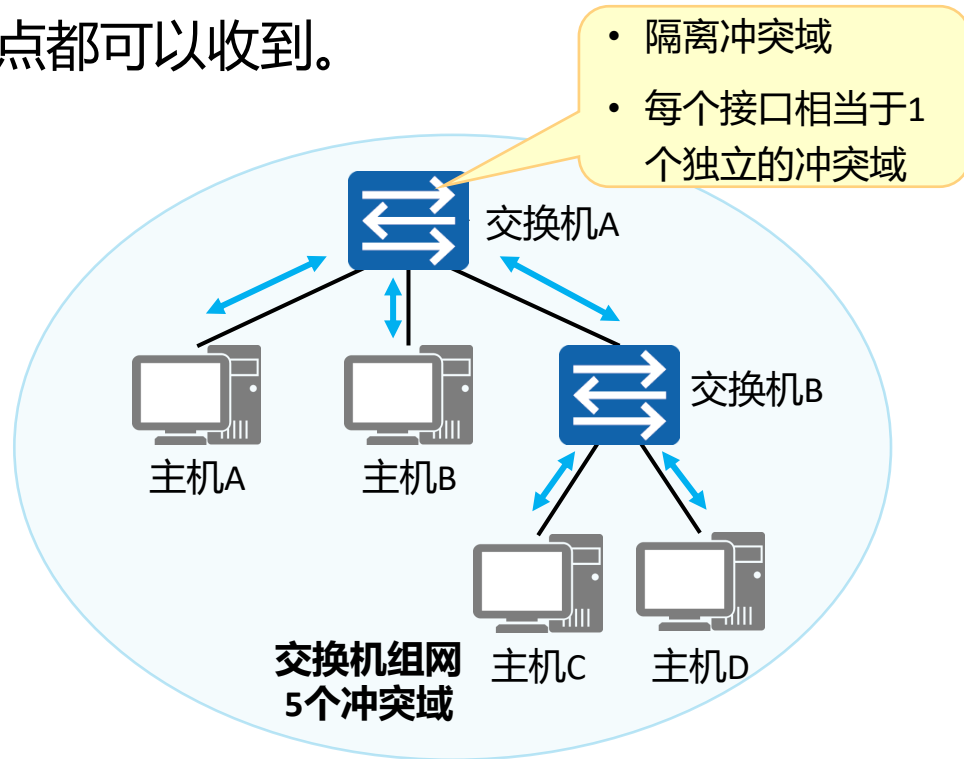 点都可以收到。
• 隔离冲突域
• 每个接口相当于1
个独立的冲突域
交换机A
交换机B
主机A
主机B
交换机组网
5个冲突域
主机C
主机D